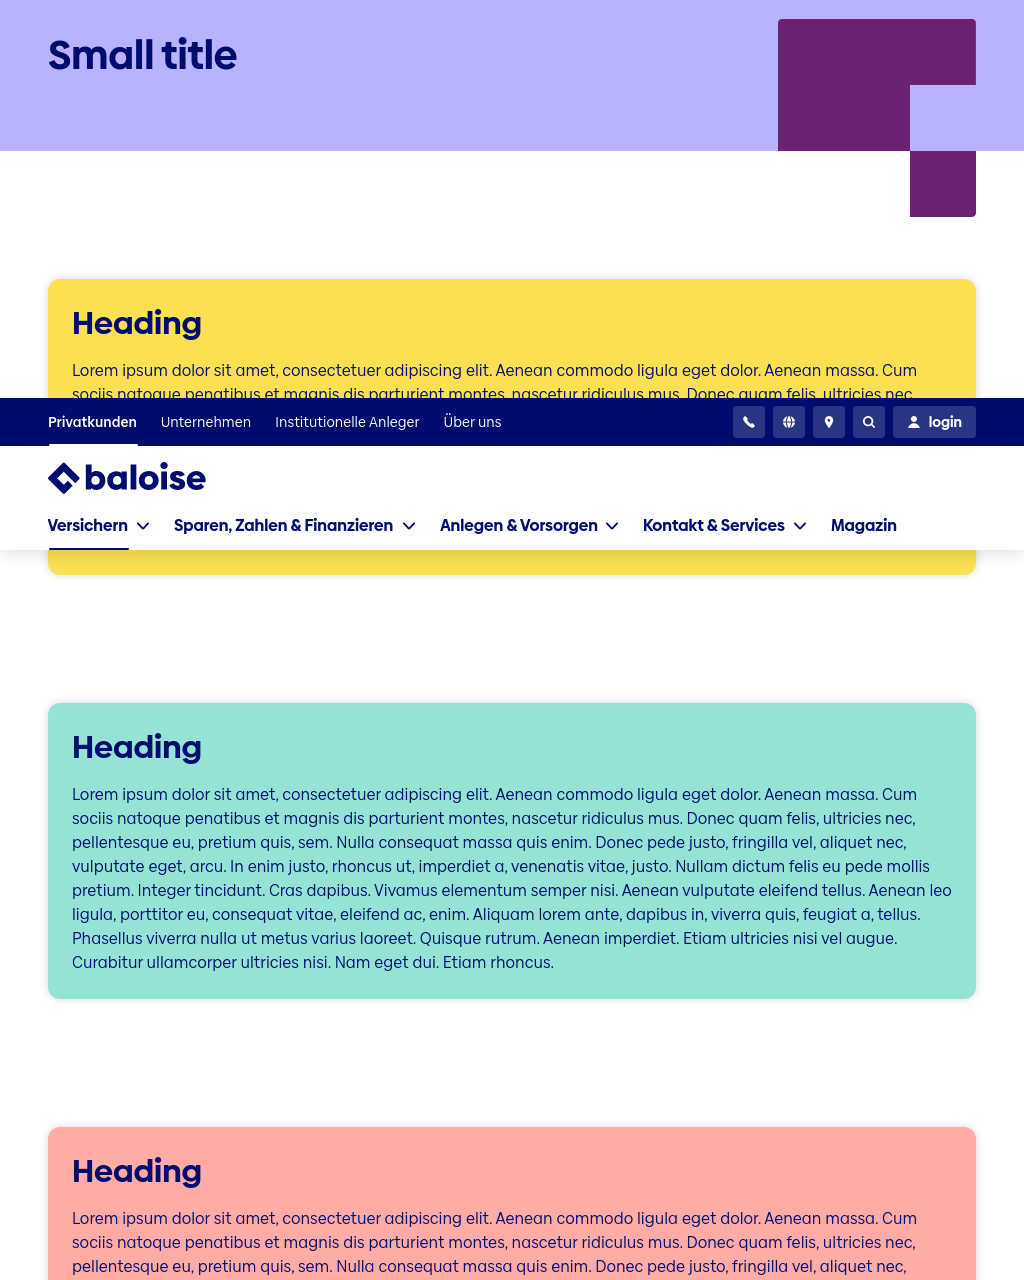 Small title
Heading
Lorem ipsum dolor sit amet, consectetuer adipiscing elit. Aenean commodo ligula eget dolor. Aenean massa. Cum
sociis natoque penatibus et magnis dis parturient montes, nascetur ridiculus mus. Donec quam felis, ultricies nec,
Privatkunden Unternehmen Institutionelle Anleger Über uns login
baloise
Versichern Sparen, Zahlen & Finanzieren Anlegen & Vorsorgen Kontakt & Services Magazin
Heading
Lorem ipsum dolor sit amet, consectetuer adipiscing elit. Aenean commodo ligula eget dolor. Aenean massa. Cum
sociis natoque penatibus et magnis dis parturient montes, nascetur ridiculus mus. Donec quam felis, ultricies nec,
pellentesque eu, pretium quis, sem. Nulla consequat massa quis enim. Donec pede justo, fringilla vel, aliquet nec,
vulputate eget, arcu. In enim justo, rhoncus ut, imperdiet a, venenatis vitae, justo. Nullam dictum felis eu pede mollis
pretium. Integer tincidunt. Cras dapibus. Vivamus elementum semper nisi. Aenean vulputate eleifend tellus. Aenean leo
ligula, porttitor eu, consequat vitae, eleifend ac, enim. Aliquam lorem ante, dapibus in, viverra quis, feugiat a, tellus.
Phasellus viverra nulla ut metus varius laoreet. Quisque rutrum. Aenean imperdiet. Etiam ultricies nisi vel augue.
Curabitur ullamcorper ultricies nisi. Nam eget dui. Etiam rhoncus.
Heading
Lorem ipsum dolor sit amet, consectetuer adipiscing elit. Aenean commodo ligula eget dolor. Aenean massa. Cum
sociis natoque penatibus et magnis dis parturient montes, nascetur ridiculus mus. Donec quam felis, ultricies nec,
pellentesque eu, pretium quis, sem. Nulla consequat massa quis enim. Donec pede justo, fringilla vel, aliquet nec,